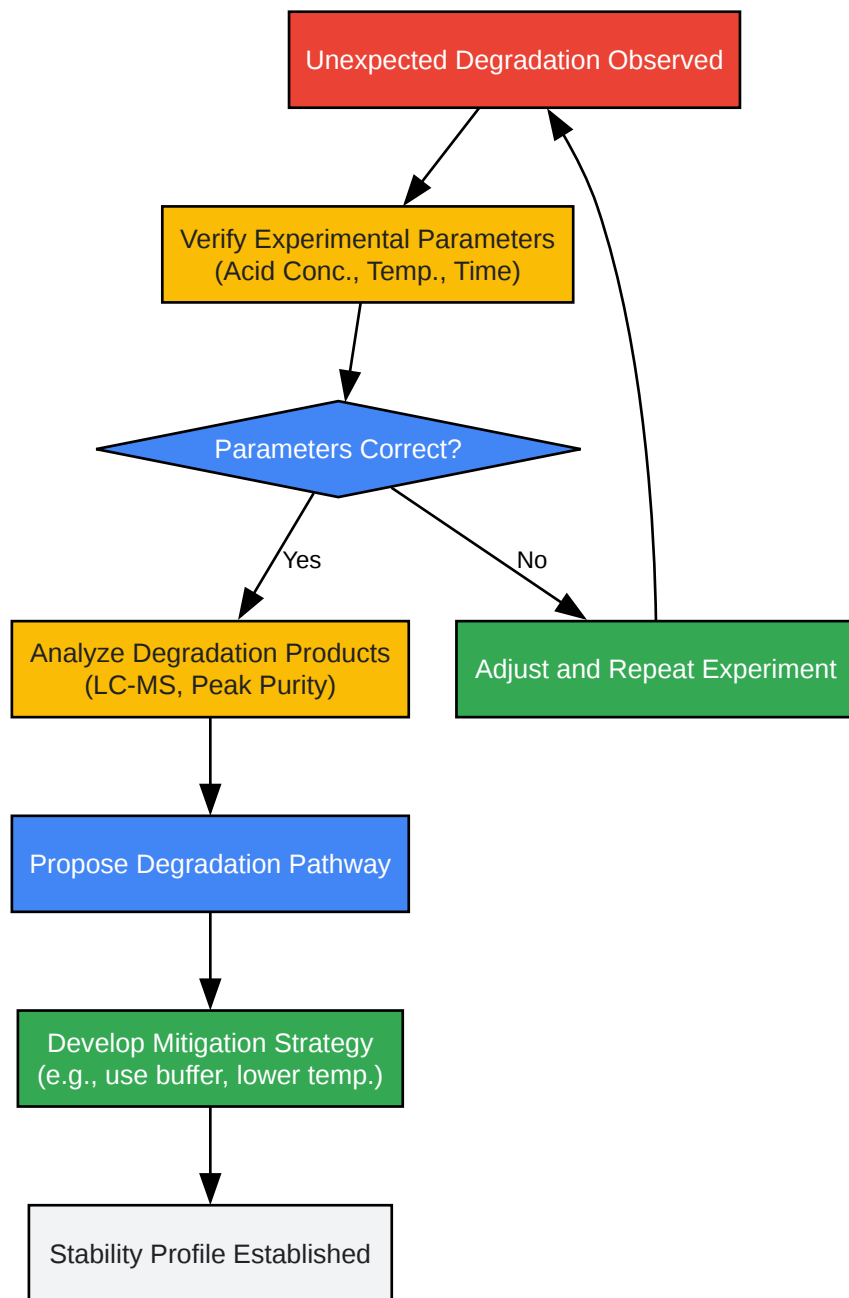 Unexpected Degradation Observed
Verify Experimental Parameters
(Acid Conc., Temp., Time)
Parameters Correct?
Yes
No
Analyze Degradation Products
(LC-MS, Peak Purity)
Adjust and Repeat Experiment
Propose Degradation Pathway
Develop Mitigation Strategy
(e.g., use buffer, lower temp.)
Stability Profile Established